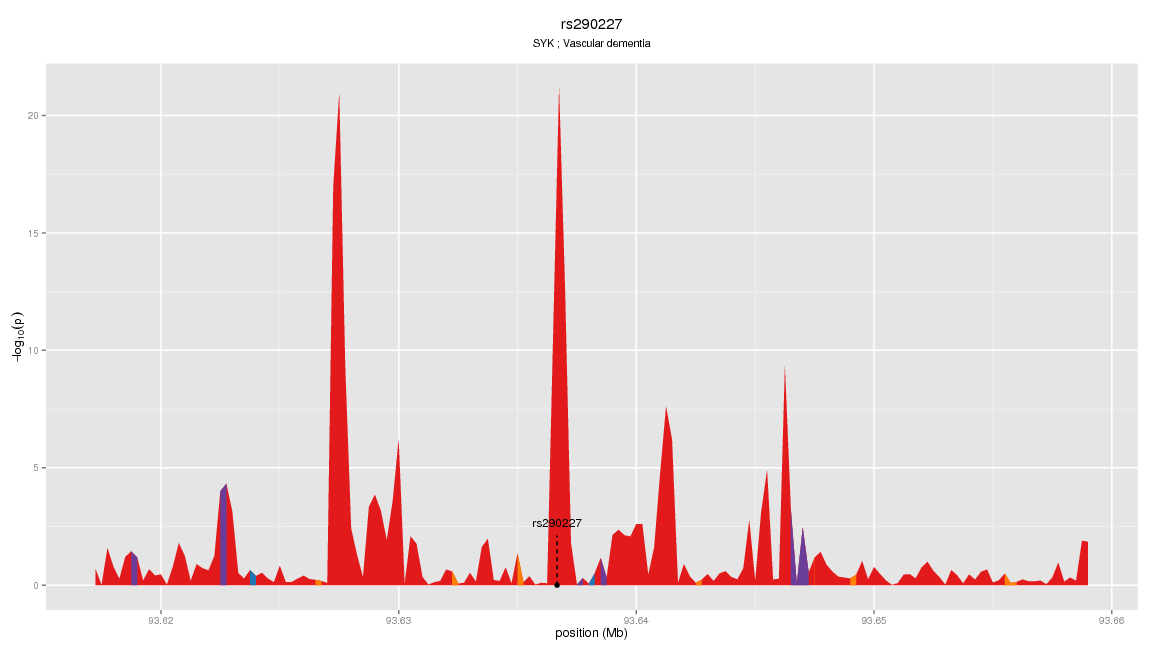 rs290227
SYK ; Vascular dementia
20
15
10
5
0
−log10(p)
rs290227
93.62 93.63 93.64 93.65 93.66
position (Mb)